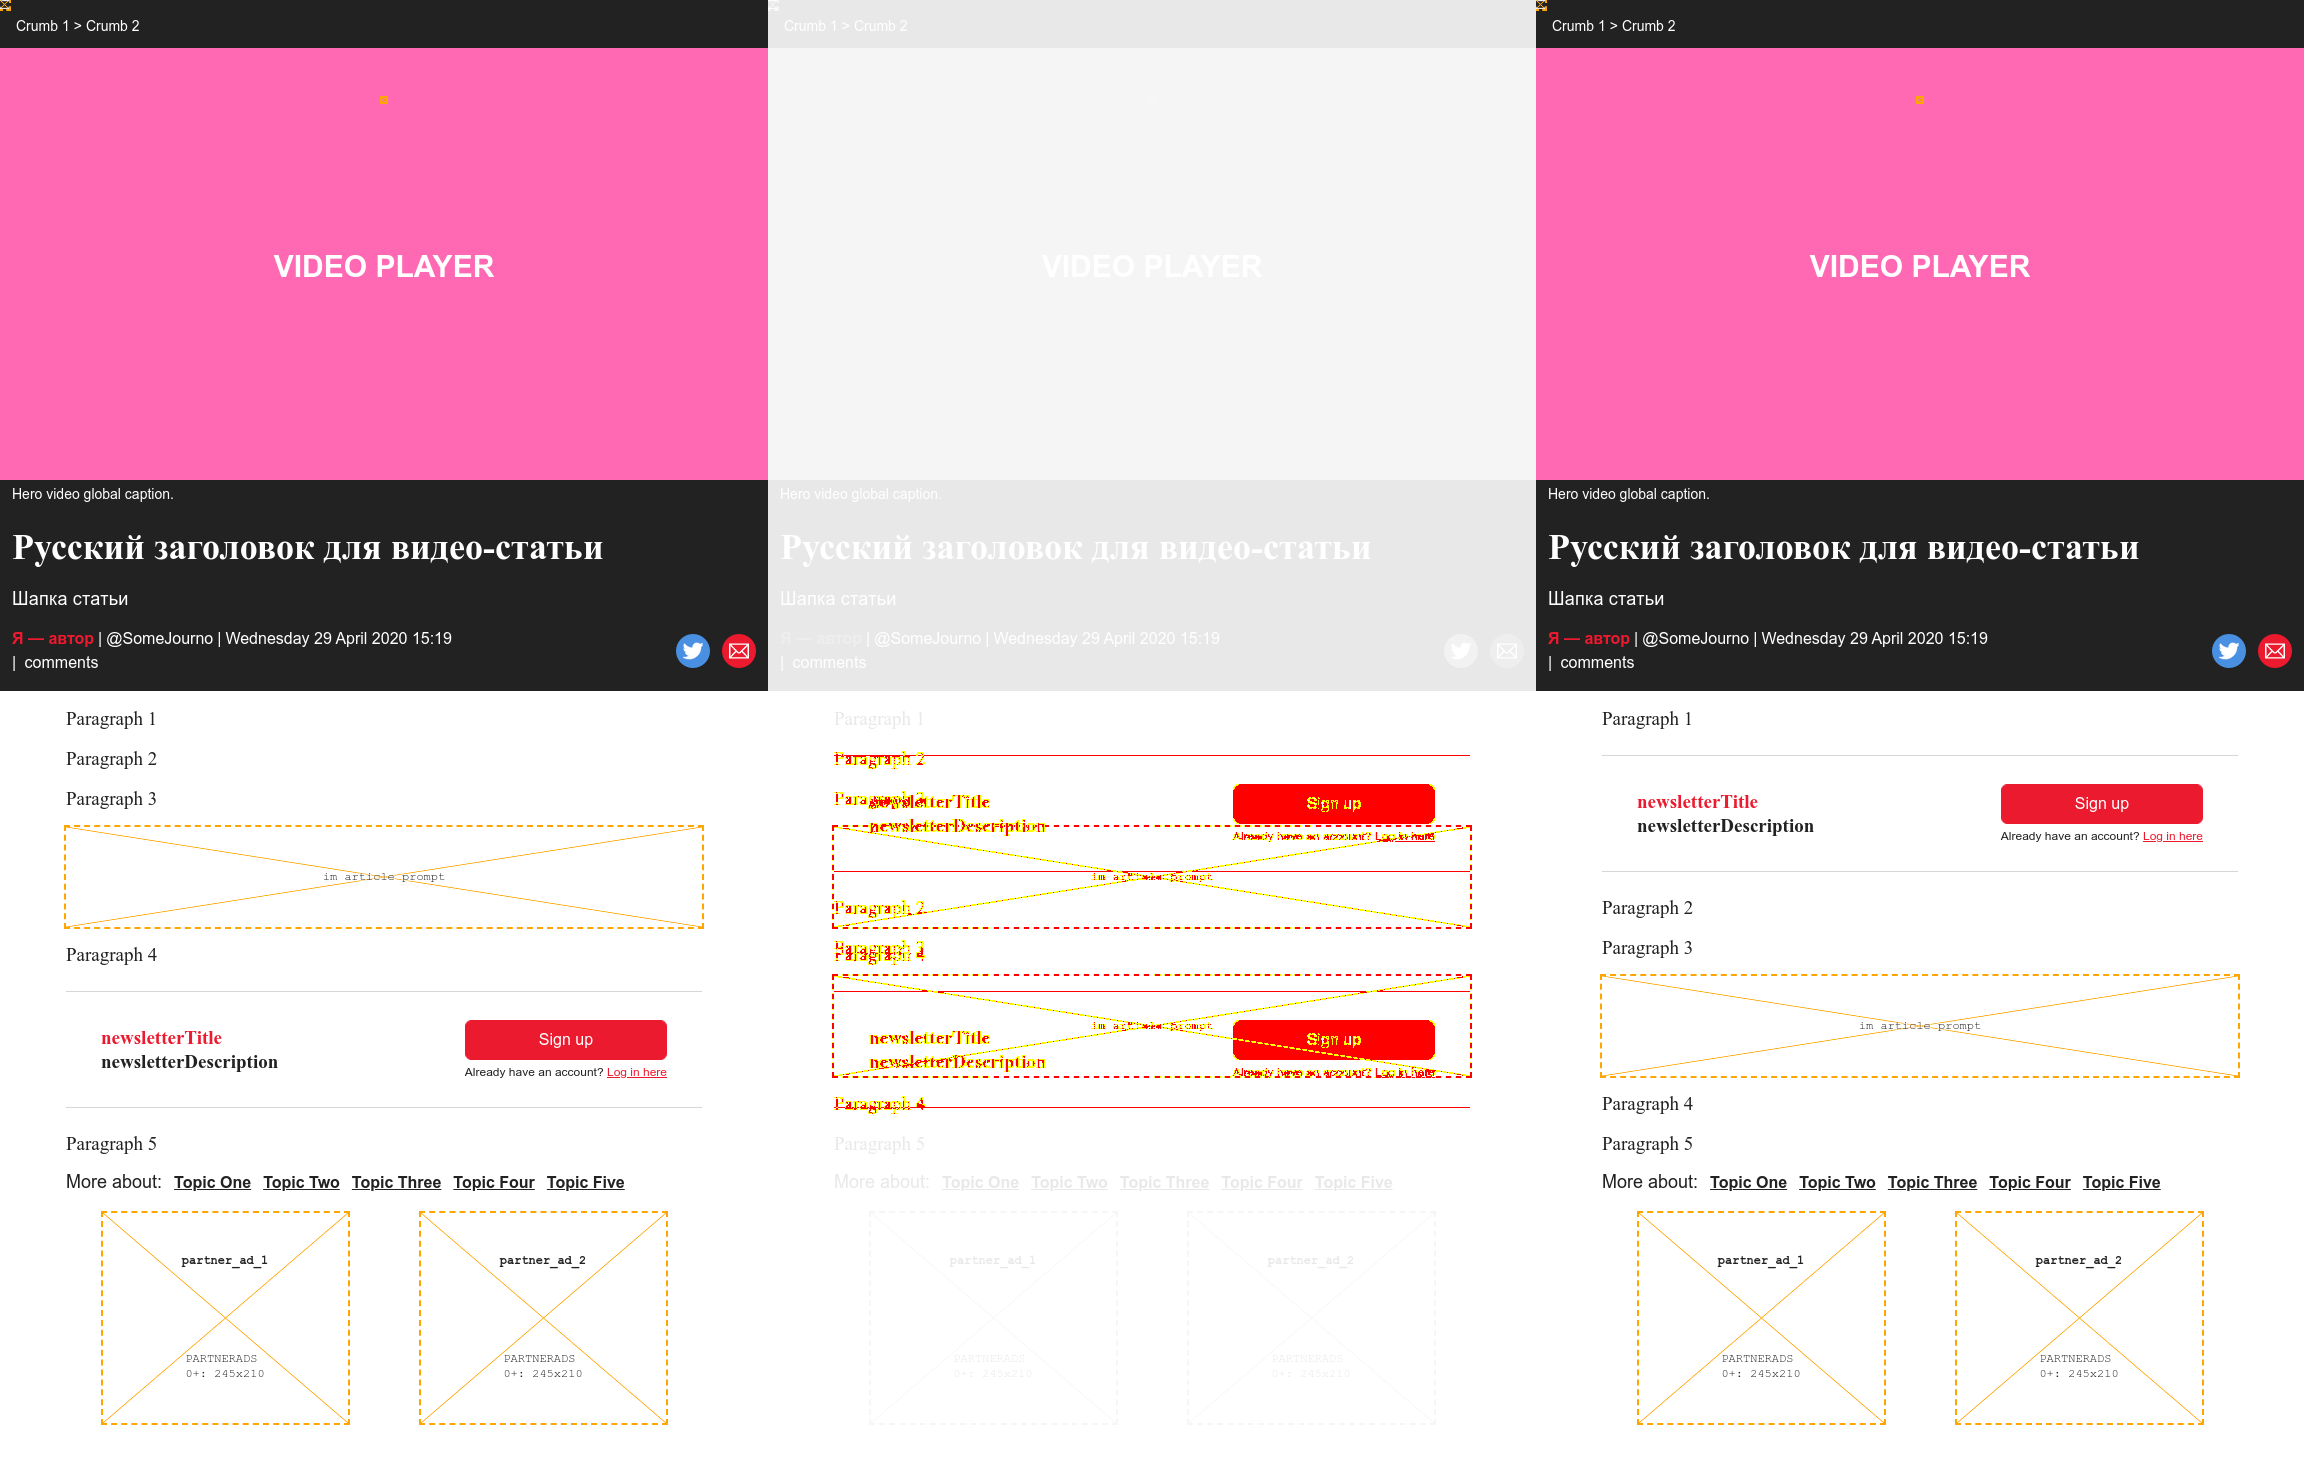 Crumb 1 > Crumb 2
VIDEO PLAYER
Hero video global caption.
Русский заголовок для видео-статьи
Шапка статьи
Я — автор | @SomeJourno | Wednesday 29 April 2020 15:19
| comments
Paragraph 1
Paragraph 2
Paragraph 3
im article prompt
Paragraph 4
newsletterTitle
Sign up
newsletterDescription
Already have an account? Log in here
Paragraph 5
More about: Topic One Topic Two Topic Three Topic Four Topic Five
partner_ad_1 partner_ad_2
PARTNERADS PARTNERADS
0+: 245x210 0+: 245x210
Crumb 1 > Crumb 2
VIDEO PLAYER
Hero video global caption.
Русский заголовок для видео-статьи
Шапка статьи
Я — автор | @SomeJourno | Wednesday 29 April 2020 15:19
| comments
Paragraph 1
Paragraph 2
Paragraph 3
newsletterTitle
Sign up
newsletterDescription
Already have an account? Log in here
im article prompt
Paragraph 2
Paragraph 3
Paragraph 4
im article prompt
newsletterTitle
Sign up
newsletterDescription
Already have an account? Log in here
Paragraph 4
Paragraph 5
More about: Topic One Topic Two Topic Three Topic Four Topic Five
partner_ad_1 partner_ad_2
PARTNERADS PARTNERADS
0+: 245x210 0+: 245x210
Crumb 1 > Crumb 2
VIDEO PLAYER
Hero video global caption.
Русский заголовок для видео-статьи
Шапка статьи
Я — автор | @SomeJourno | Wednesday 29 April 2020 15:19
| comments
Paragraph 1
newsletterTitle
Sign up
newsletterDescription
Already have an account? Log in here
Paragraph 2
Paragraph 3
im article prompt
Paragraph 4
Paragraph 5
More about: Topic One Topic Two Topic Three Topic Four Topic Five
partner_ad_1 partner_ad_2
PARTNERADS PARTNERADS
0+: 245x210 0+: 245x210